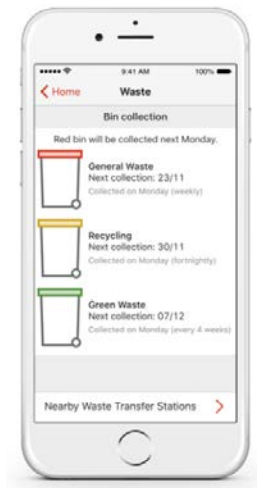 9:41 AM 100%
Home Waste
Bin collection
Red bin will be collected next Monday.
General Waste
Next collection: 23/11
Collected on Monday (weekly)
Recycling
Next collection: 30/11
Collected on Monday (fortnightly)
Green Waste
Next collection: 07/12
Collected on Monday (every 4 weeks)
Nearby Waste Transfer Stations